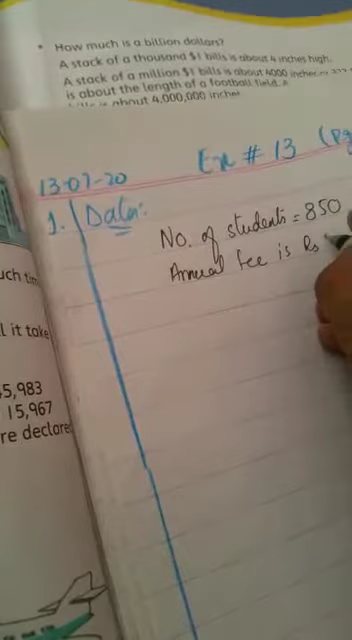 How much is a billion dollars?
A stack of a thousand $1 bills is about 4 inches high.
A stack of a million $1 bills is about 4000 inches
is about the length of a football field. A
is about 4,000,000 inches
13-07-20
Ex # 13 (Pg
1. Data:
No. of students = 850
Annual fee is Rs
uch tim
l it take
5,983
15,967
re declared